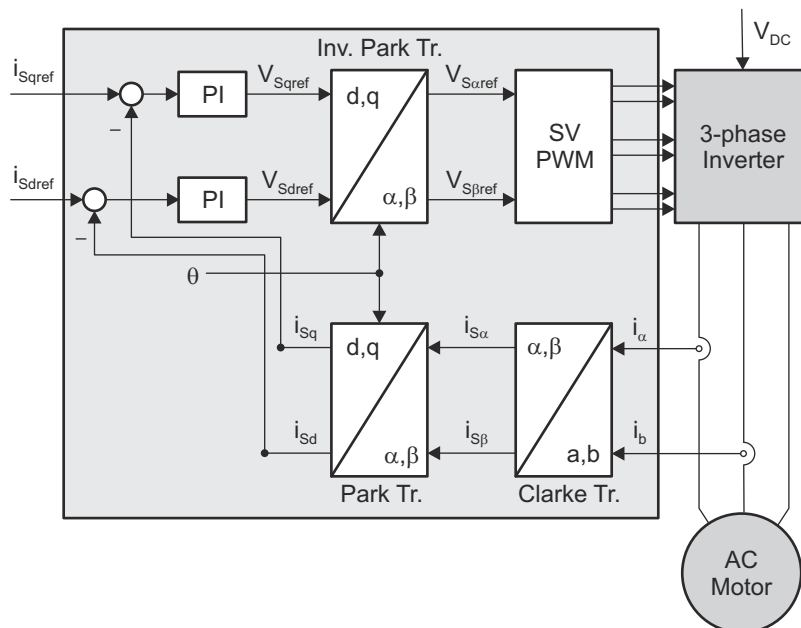 Inv. Park Tr.
V_DC
i_Sqref
PI
V_Sqref
d,q
α,β
V_Sαref
SV
PWM
3-phase
Inverter
i_Sdref
PI
V_Sdref
V_Sβref
–
–
θ
i_Sq
d,q
α,β
i_Sα
α,β
a,b
i_α
i_Sd
i_Sβ
i_b
Park Tr.
Clarke Tr.
AC
Motor